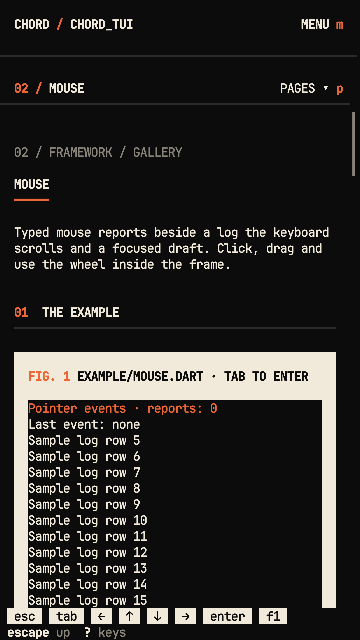 CHORD / CHORD_TUI MENU m
02 / MOUSE PAGES ▾ p
02 / FRAMEWORK / GALLERY
MOUSE
Typed mouse reports beside a log the keyboard
scrolls and a focused draft. Click, drag and
use the wheel inside the frame.
01 THE EXAMPLE
FIG. 1 EXAMPLE/MOUSE.DART · TAB TO ENTER
Pointer events · reports: 0
Last event: none
Sample log row 5
Sample log row 6
Sample log row 7
Sample log row 8
Sample log row 9
Sample log row 10
Sample log row 11
Sample log row 12
Sample log row 13
Sample log row 14
Sample log row 15
esc tab ← ↑ ↓ → enter f1
escape up ? keys